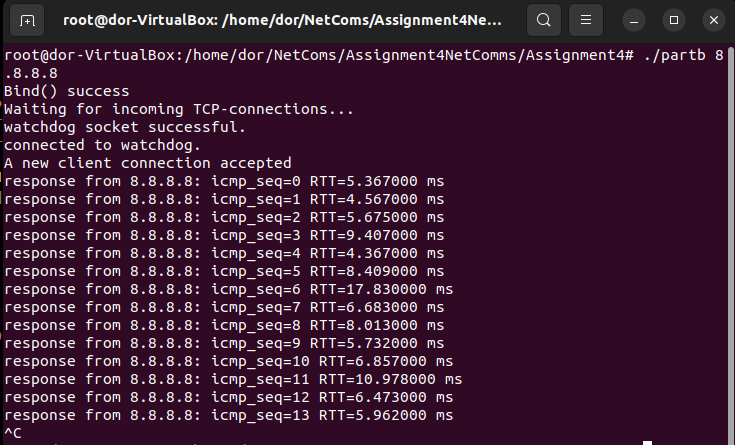 root@dor-VirtualBox: /home/dor/NetComs/Assignment4Ne...
root@dor-VirtualBox:/home/dor/NetComs/Assignment4NetComms/Assignment4# ./partb 8
.8.8.8
Bind() success
Waiting for incoming TCP-connections...
watchdog socket successful.
connected to watchdog.
A new client connection accepted
response from 8.8.8.8: icmp_seq=0 RTT=5.367000 ms
response from 8.8.8.8: icmp_seq=1 RTT=4.567000 ms
response from 8.8.8.8: icmp_seq=2 RTT=5.675000 ms
response from 8.8.8.8: icmp_seq=3 RTT=9.407000 ms
response from 8.8.8.8: icmp_seq=4 RTT=4.367000 ms
response from 8.8.8.8: icmp_seq=5 RTT=8.409000 ms
response from 8.8.8.8: icmp_seq=6 RTT=17.830000 ms
response from 8.8.8.8: icmp_seq=7 RTT=6.683000 ms
response from 8.8.8.8: icmp_seq=8 RTT=8.013000 ms
response from 8.8.8.8: icmp_seq=9 RTT=5.732000 ms
response from 8.8.8.8: icmp_seq=10 RTT=6.857000 ms
response from 8.8.8.8: icmp_seq=11 RTT=10.978000 ms
response from 8.8.8.8: icmp_seq=12 RTT=6.473000 ms
response from 8.8.8.8: icmp_seq=13 RTT=5.962000 ms
^C